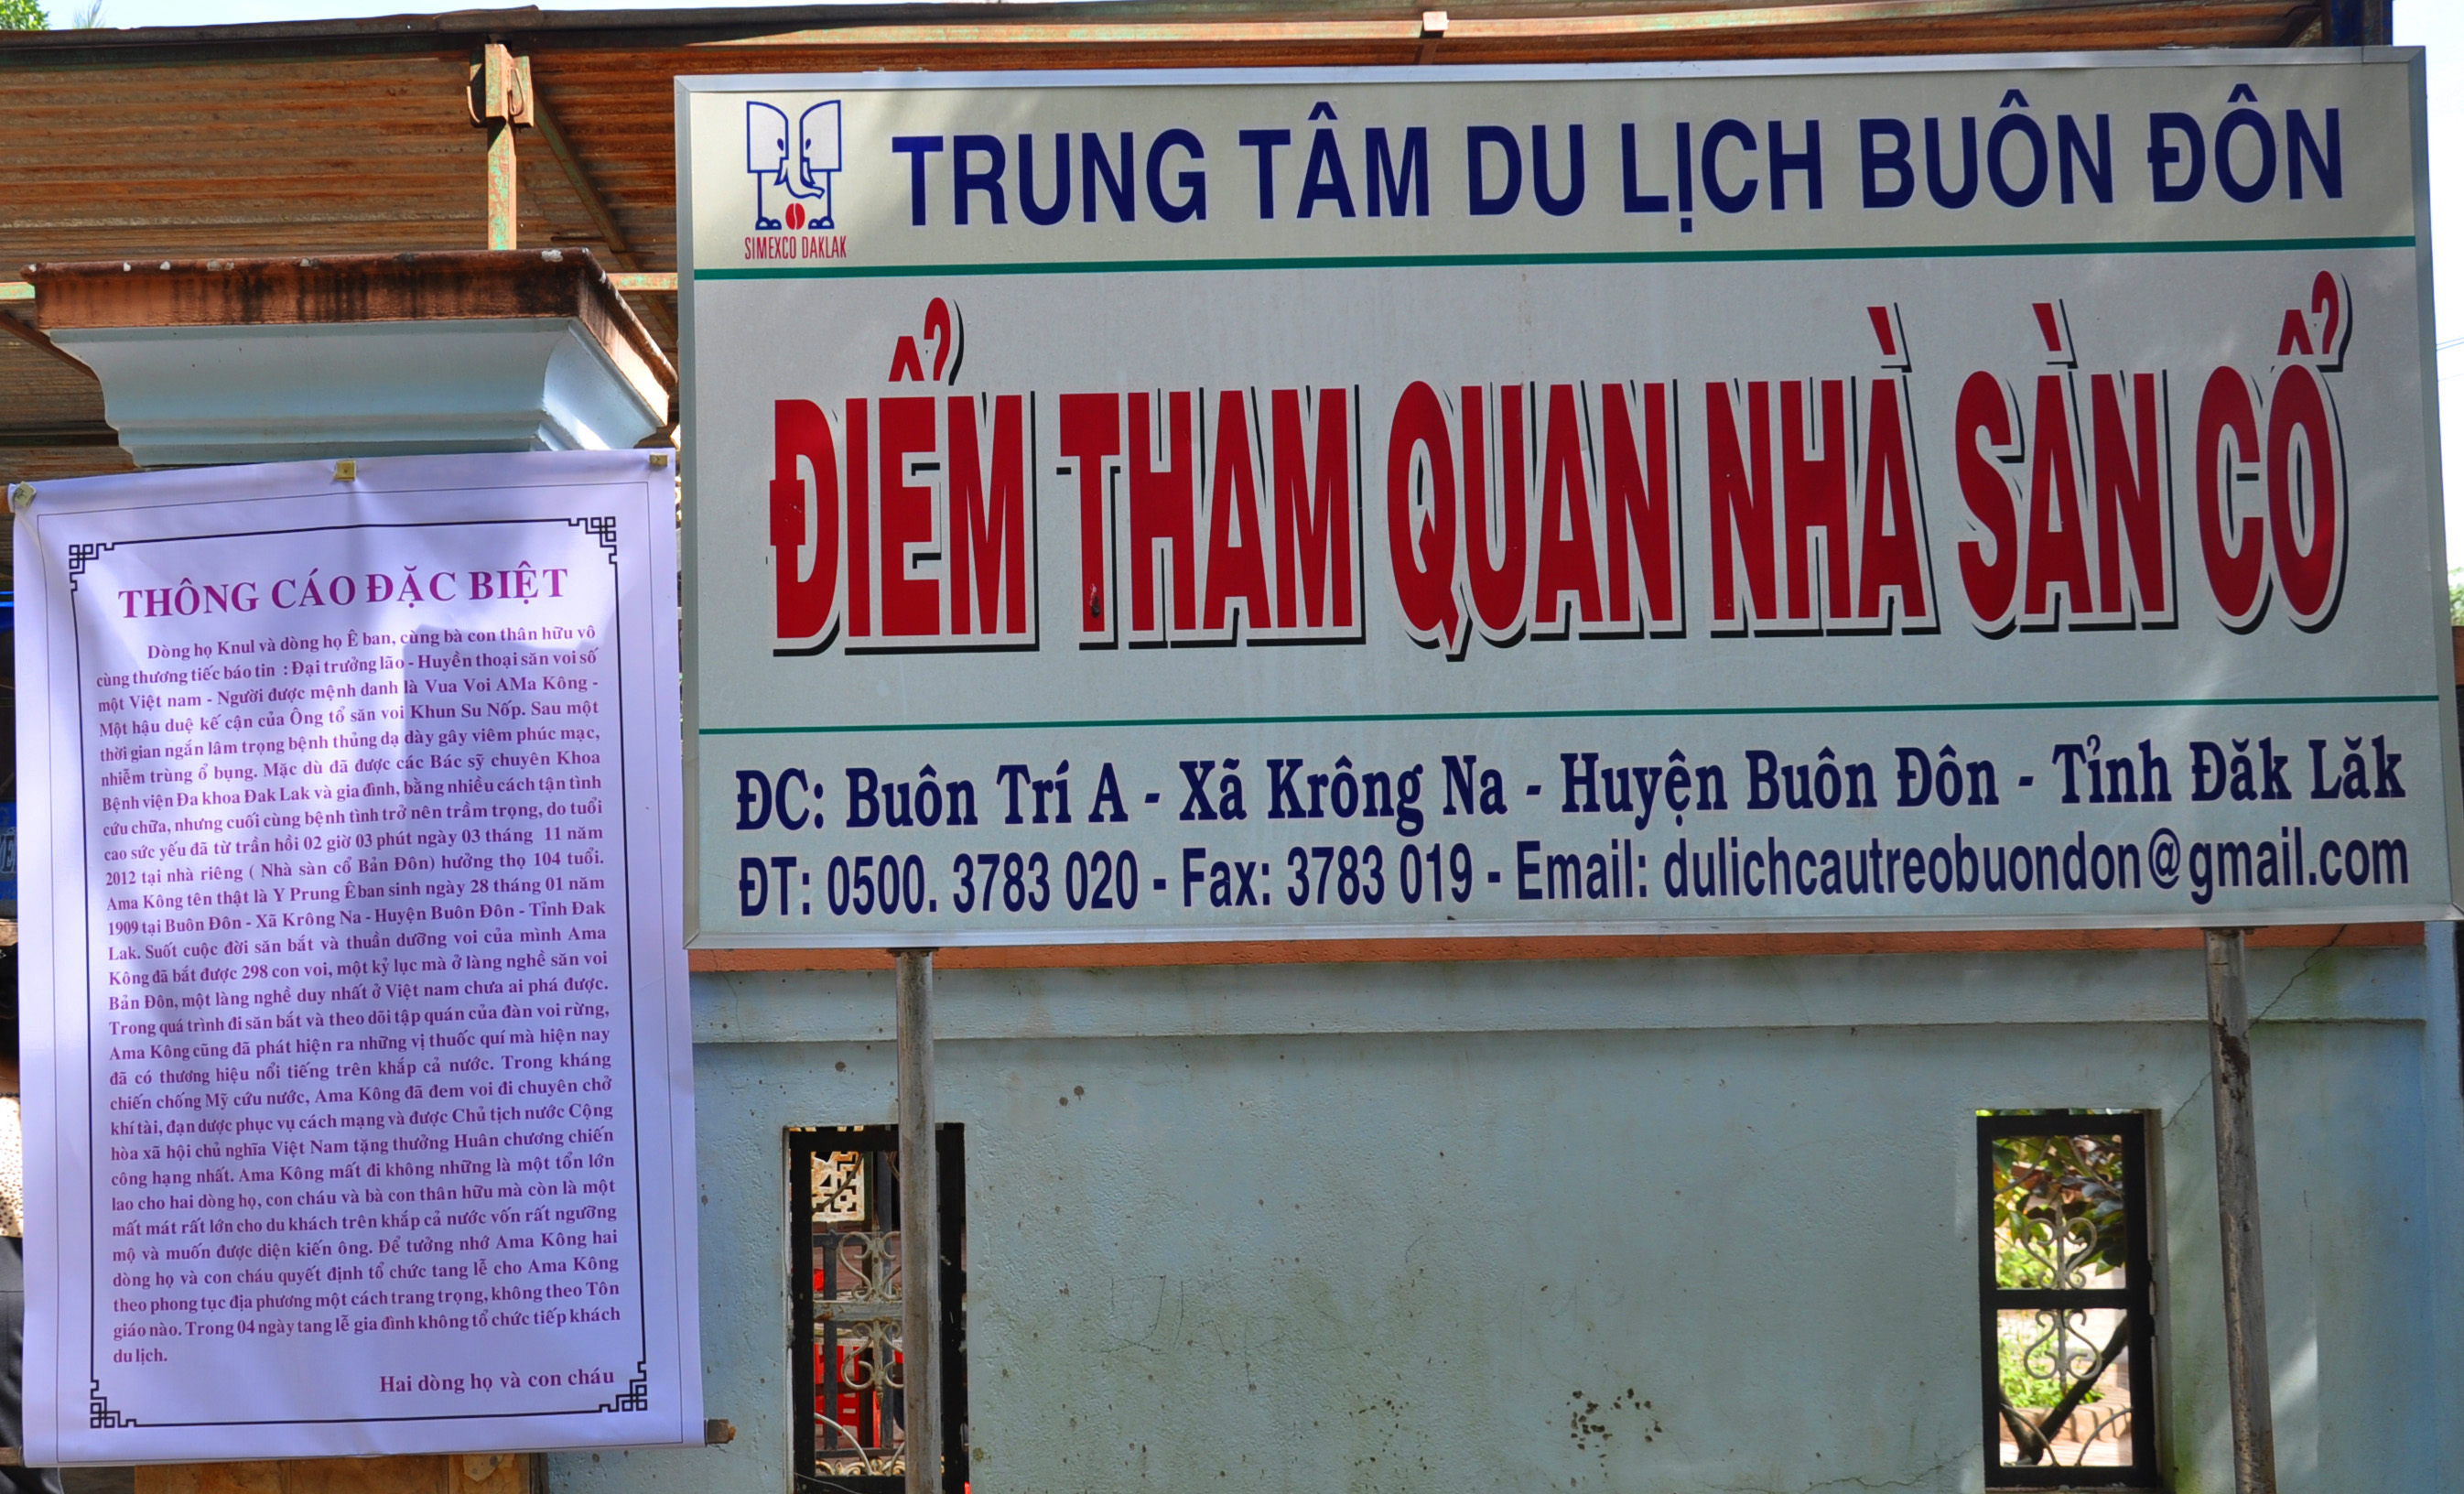 SIMEXCO DAKLAK
TRUNG TÂM DU LỊCH BUÔN ĐÔN
ĐIỂM THAM QUAN NHÀ SÀN CỔ
ĐC: Buôn Trí A - Xã Krông Na - Huyện Buôn Đôn - Tỉnh Đăk Lăk
ĐT: 0500. 3783 020 - Fax: 3783 019 - Email: dulichcautreobuondon@gmail.com
THÔNG CÁO ĐẶC BIỆT
Dòng họ Knul và dòng họ Ê ban, cùng bà con thân hữu vô
cùng thương tiếc báo tin : Đại trưởng lão - Huyền thoại săn voi số
một Việt nam - Người được mệnh danh là Vua Voi AMa Kông -
Một hậu duệ kế cận của Ông tổ săn voi Khun Su Nốp. Sau một
thời gian ngắn lâm trọng bệnh thủng dạ dày gây viêm phúc mạc,
nhiễm trùng ổ bụng. Mặc dù đã được các Bác sỹ chuyên Khoa
Bệnh viện Đa khoa Đak Lak và gia đình, bằng nhiều cách tận tình
cứu chữa, nhưng cuối cùng bệnh tình trở nên trầm trọng, do tuổi
cao sức yếu đã từ trần hồi 02 giờ 03 phút ngày 03 tháng 11 năm
2012 tại nhà riêng ( Nhà sàn cổ Bản Đôn) hưởng thọ 104 tuổi.
Ama Kông tên thật là Y Prung Êban sinh ngày 28 tháng 01 năm
1909 tại Buôn Đôn - Xã Krông Na - Huyện Buôn Đôn - Tỉnh Đak
Lak. Suốt cuộc đời săn bắt và thuần dưỡng voi của mình Ama
Kông đã bắt được 298 con voi, một kỷ lục mà ở làng nghề săn voi
Bản Đôn, một làng nghề duy nhất ở Việt nam chưa ai phá được.
Trong quá trình đi săn bắt và theo dõi tập quán của đàn voi rừng,
Ama Kông cũng đã phát hiện ra những vị thuốc quí mà hiện nay
đã có thương hiệu nổi tiếng trên khắp cả nước. Trong kháng
chiến chống Mỹ cứu nước, Ama Kông đã đem voi đi chuyên chở
khí tài, đạn dược phục vụ cách mạng và được Chủ tịch nước Cộng
hòa xã hội chủ nghĩa Việt Nam tặng thưởng Huân chương chiến
công hạng nhất. Ama Kông mất đi không những là một tổn lớn
lao cho hai dòng họ, con cháu và bà con thân hữu mà còn là một
mất mát rất lớn cho du khách trên khắp cả nước vốn rất ngưỡng
mộ và muốn được diện kiến ông. Để tưởng nhớ Ama Kông hai
dòng họ và con cháu quyết định tổ chức tang lễ cho Ama Kông
theo phong tục địa phương một cách trang trọng, không theo Tôn
giáo nào. Trong 04 ngày tang lễ gia đình không tổ chức tiếp khách
du lịch.
Hai dòng họ và con cháu